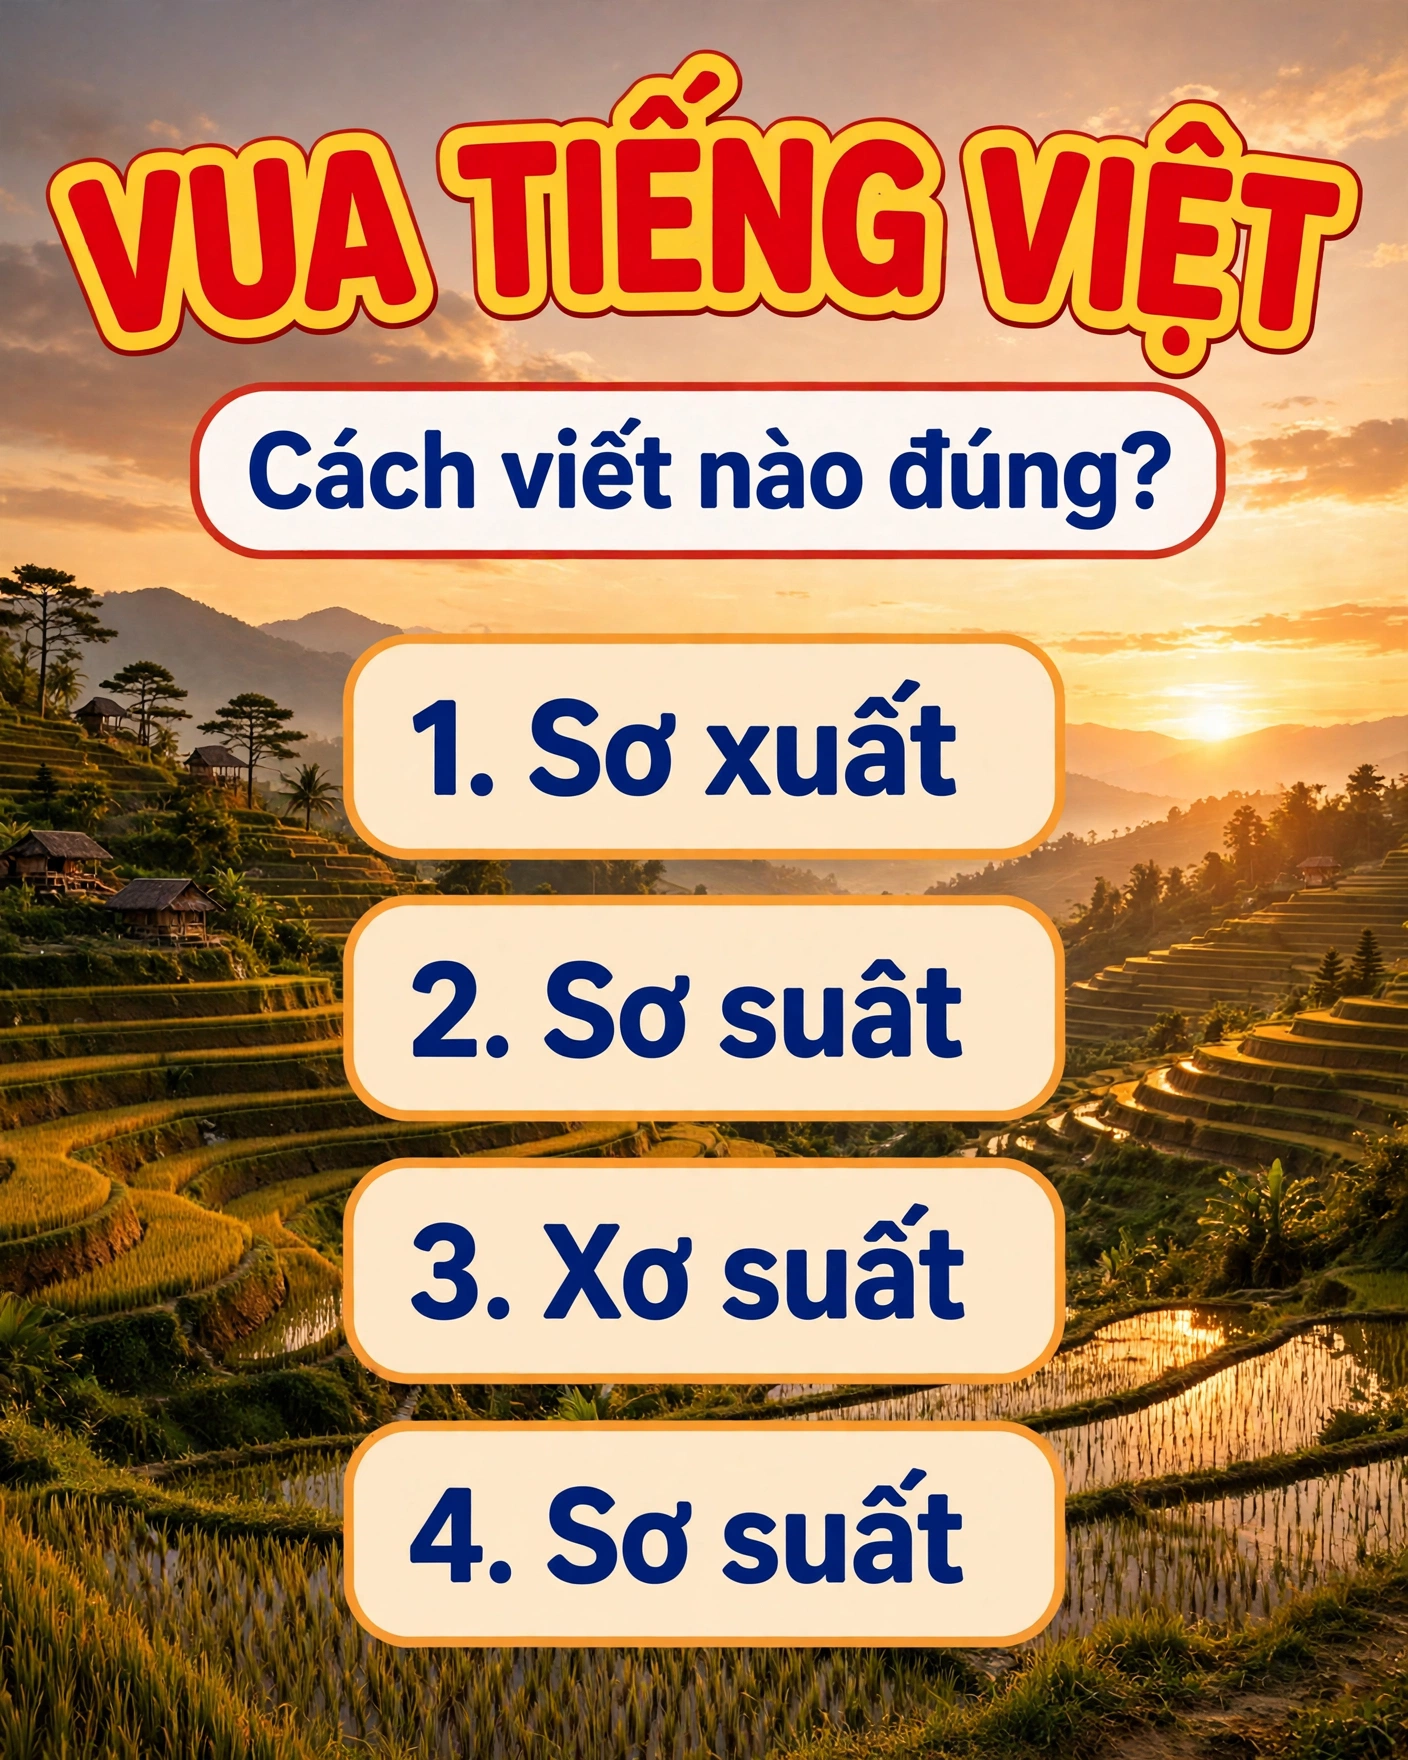 VUA TIẾNG VIỆT
Cách viết nào đúng?
1. Sơ xuất
2. Sơ suât
3. Xơ suất
4. Sơ suất